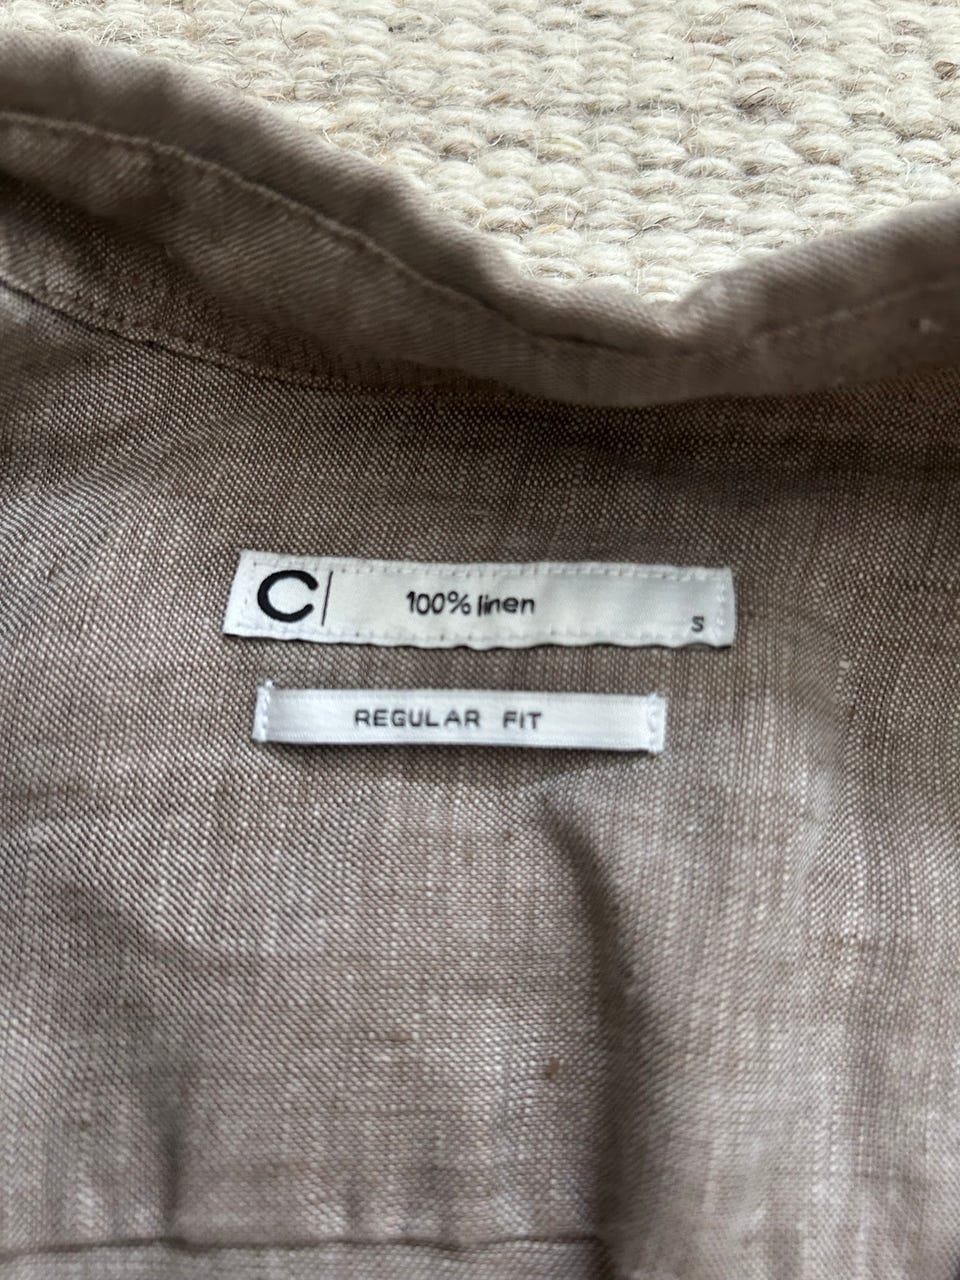 C| 100% linen S
REGULAR FIT